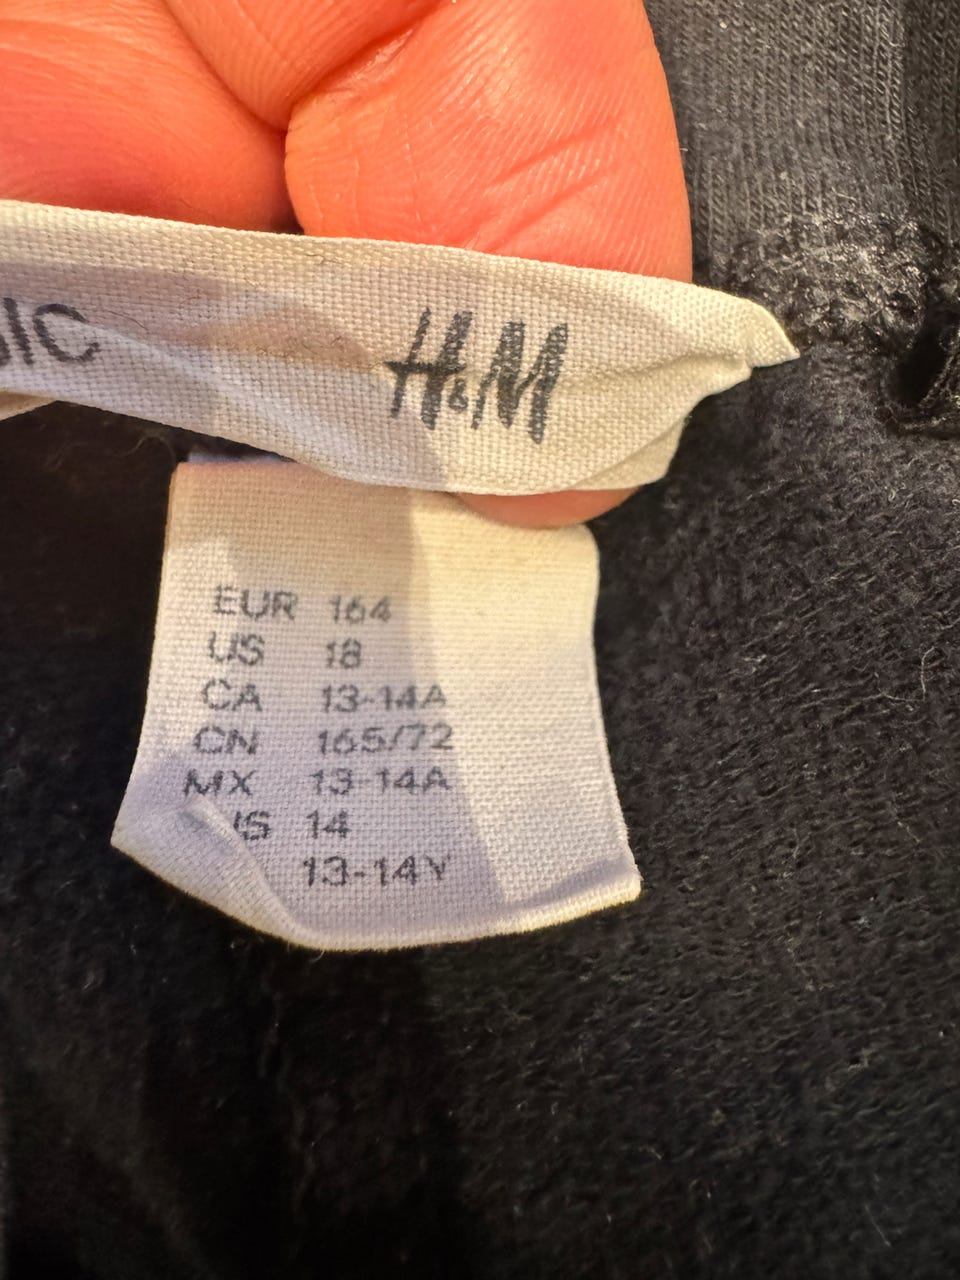 H&M
EUR 164
US 18
CA 13-14A
CN 165/72
MX 13-14A
14
13-14Y